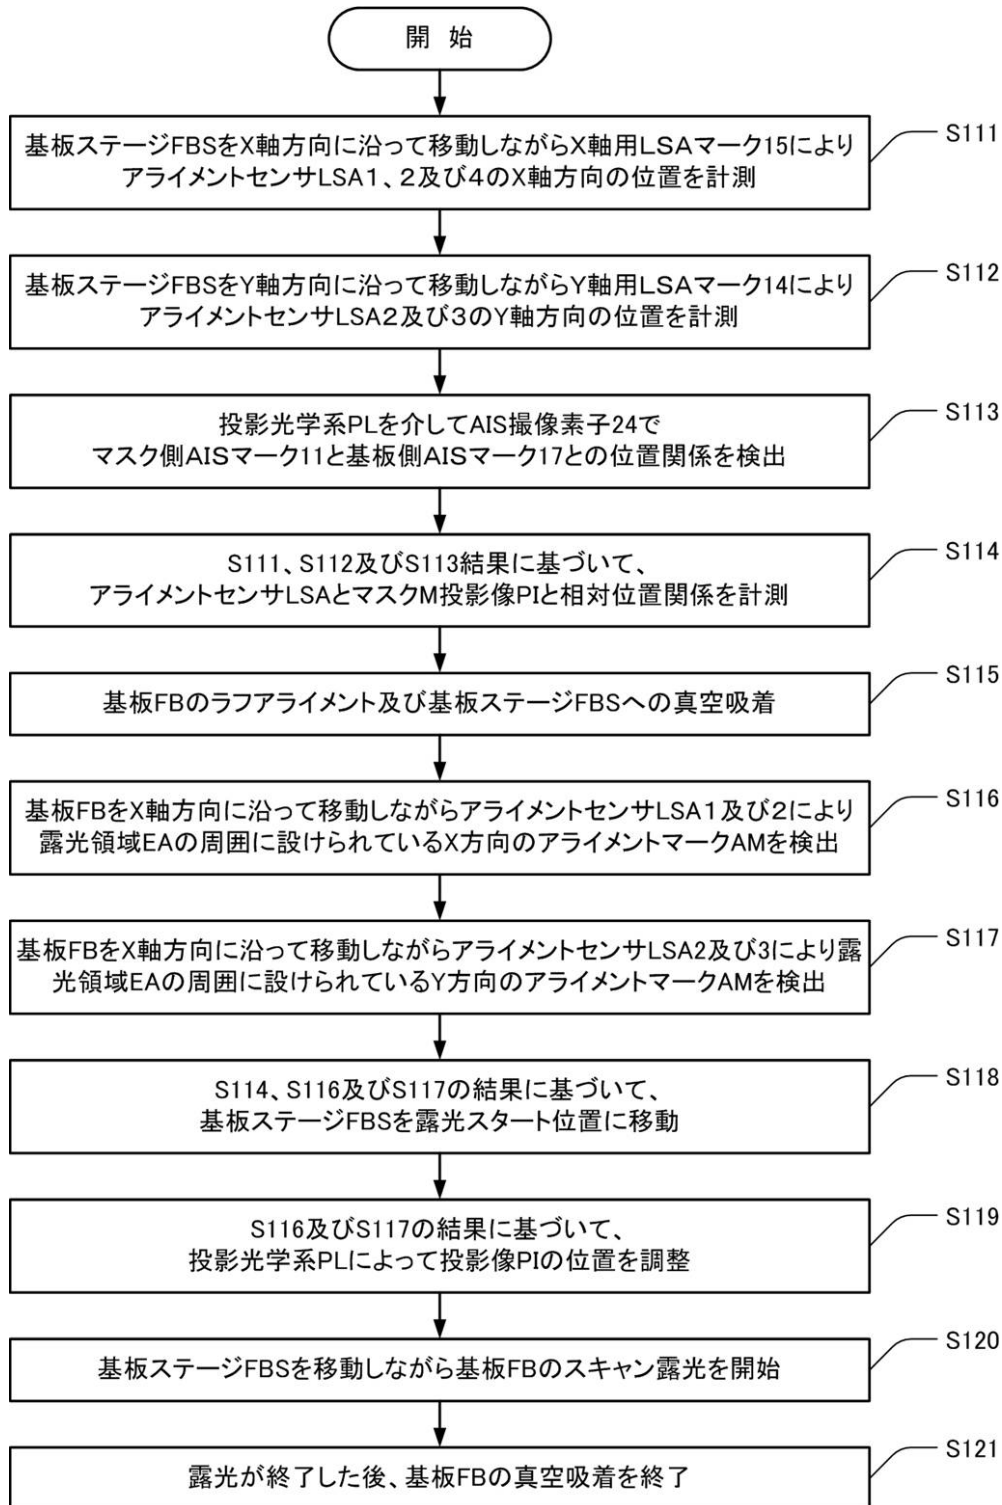 開 始
基板ステージFBSをX軸方向に沿って移動しながらX軸用LSAマーク15により
アライメントセンサLSA1、2及び4のX軸方向の位置を計測
S111
基板ステージFBSをY軸方向に沿って移動しながらY軸用LSAマーク14により
アライメントセンサLSA2及び3のY軸方向の位置を計測
S112
投影光学系PLを介してAIS撮像素子24で
マスク側AISマーク11と基板側AISマーク17との位置関係を検出
S113
S111、S112及びS113結果に基づいて、
アライメントセンサLSAとマスクM投影像PIと相対位置関係を計測
S114
基板FBのラフアライメント及び基板ステージFBSへの真空吸着
S115
基板FBをX軸方向に沿って移動しながらアライメントセンサLSA1及び2により
露光領域EAの周囲に設けられているX方向のアライメントマークAMを検出
S116
基板FBをX軸方向に沿って移動しながらアライメントセンサLSA2及び3により露
光領域EAの周囲に設けられているY方向のアライメントマークAMを検出
S117
S114、S116及びS117の結果に基づいて、
基板ステージFBSを露光スタート位置に移動
S118
S116及びS117の結果に基づいて、
投影光学系PLによって投影像PIの位置を調整
S119
基板ステージFBSを移動しながら基板FBのスキャン露光を開始
S120
露光が終了した後、基板FBの真空吸着を終了
S121